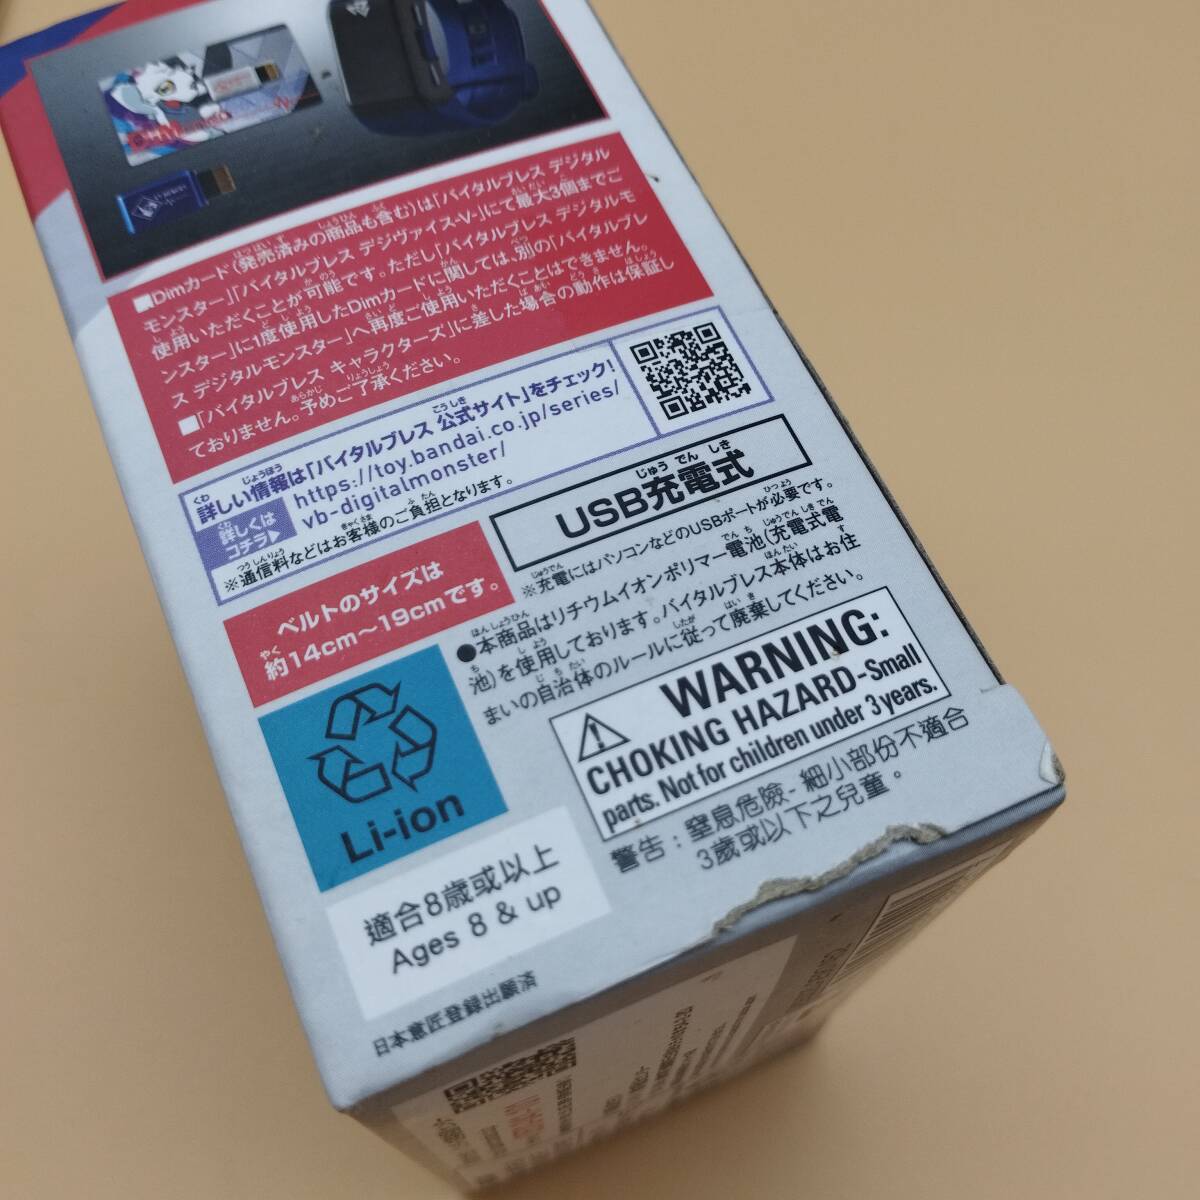 ■Dimカード(発売済みの商品も含む)は「バイタルブレス デジタル
モンスター」「バイタルブレス デジヴァイス-V-」にて最大3個までご
使用いただくことが可能です。ただし「バイタルブレス デジタルモ
ンスター」に1度使用したDimカードに関しては、別の「バイタルブレ
ス デジタルモンスター」へ再度ご使用いただくことはできません。
■「バイタルブレス キャラクターズ」に差した場合の動作は保証し
ておりません。予めご了承ください。
詳しい情報は「バイタルブレス 公式サイト」をチェック!
詳しくは
コチラ▶
https://toy.bandai.co.jp/series/
vb-digitalmonster/
※通信料などはお客様のご負担となります。
ベルトのサイズは
約14cm～19cmです。
USB充電式
※充電にはパソコンなどのUSBポートが必要です。
●本商品はリチウムイオンポリマー電池(充電式電
池)を使用しております。バイタルブレス本体はお住
まいの自治体のルールに従って廃棄してください。
Li-ion
WARNING:
CHOKING HAZARD-Small
parts. Not for children under 3 years.
警告：窒息危險-細小部份不適合
3歲或以下之兒童。
適合8歲或以上
Ages 8 & up
日本意匠登録出願済